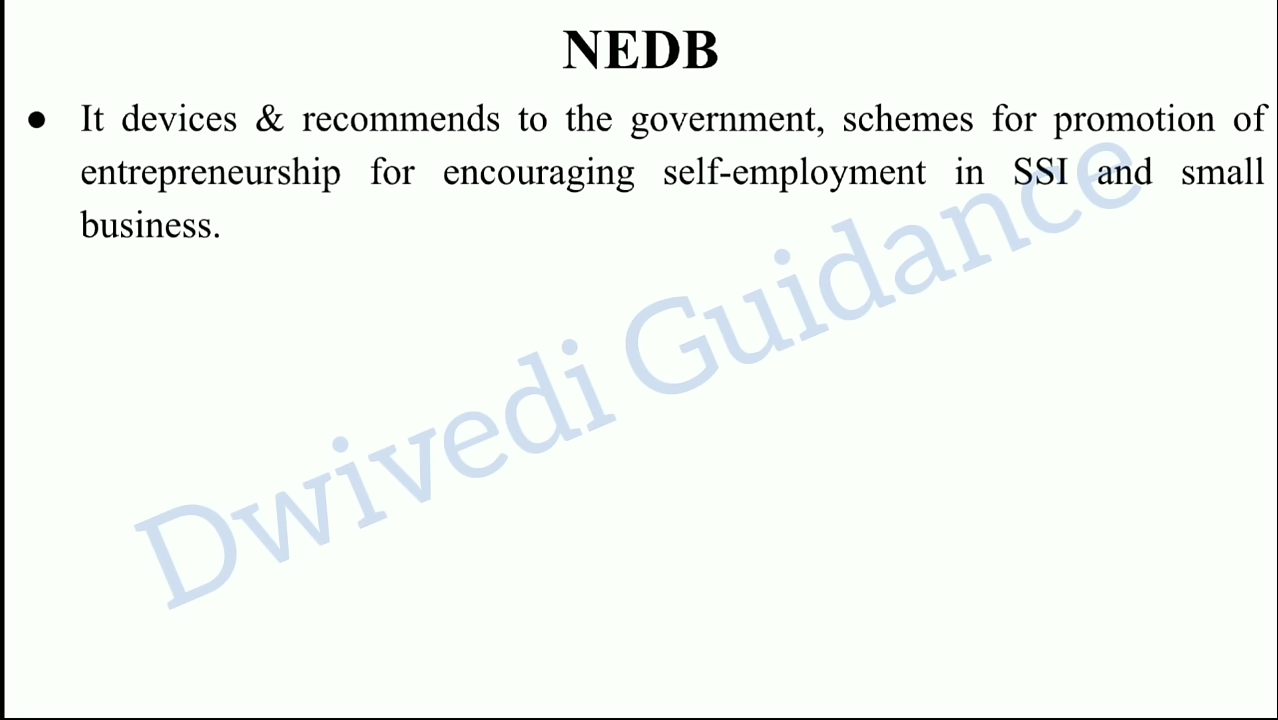 NEDB
● It devices & recommends to the government, schemes for promotion of
entrepreneurship for encouraging self-employment in SSI and small
business.
Dwivedi Guidance